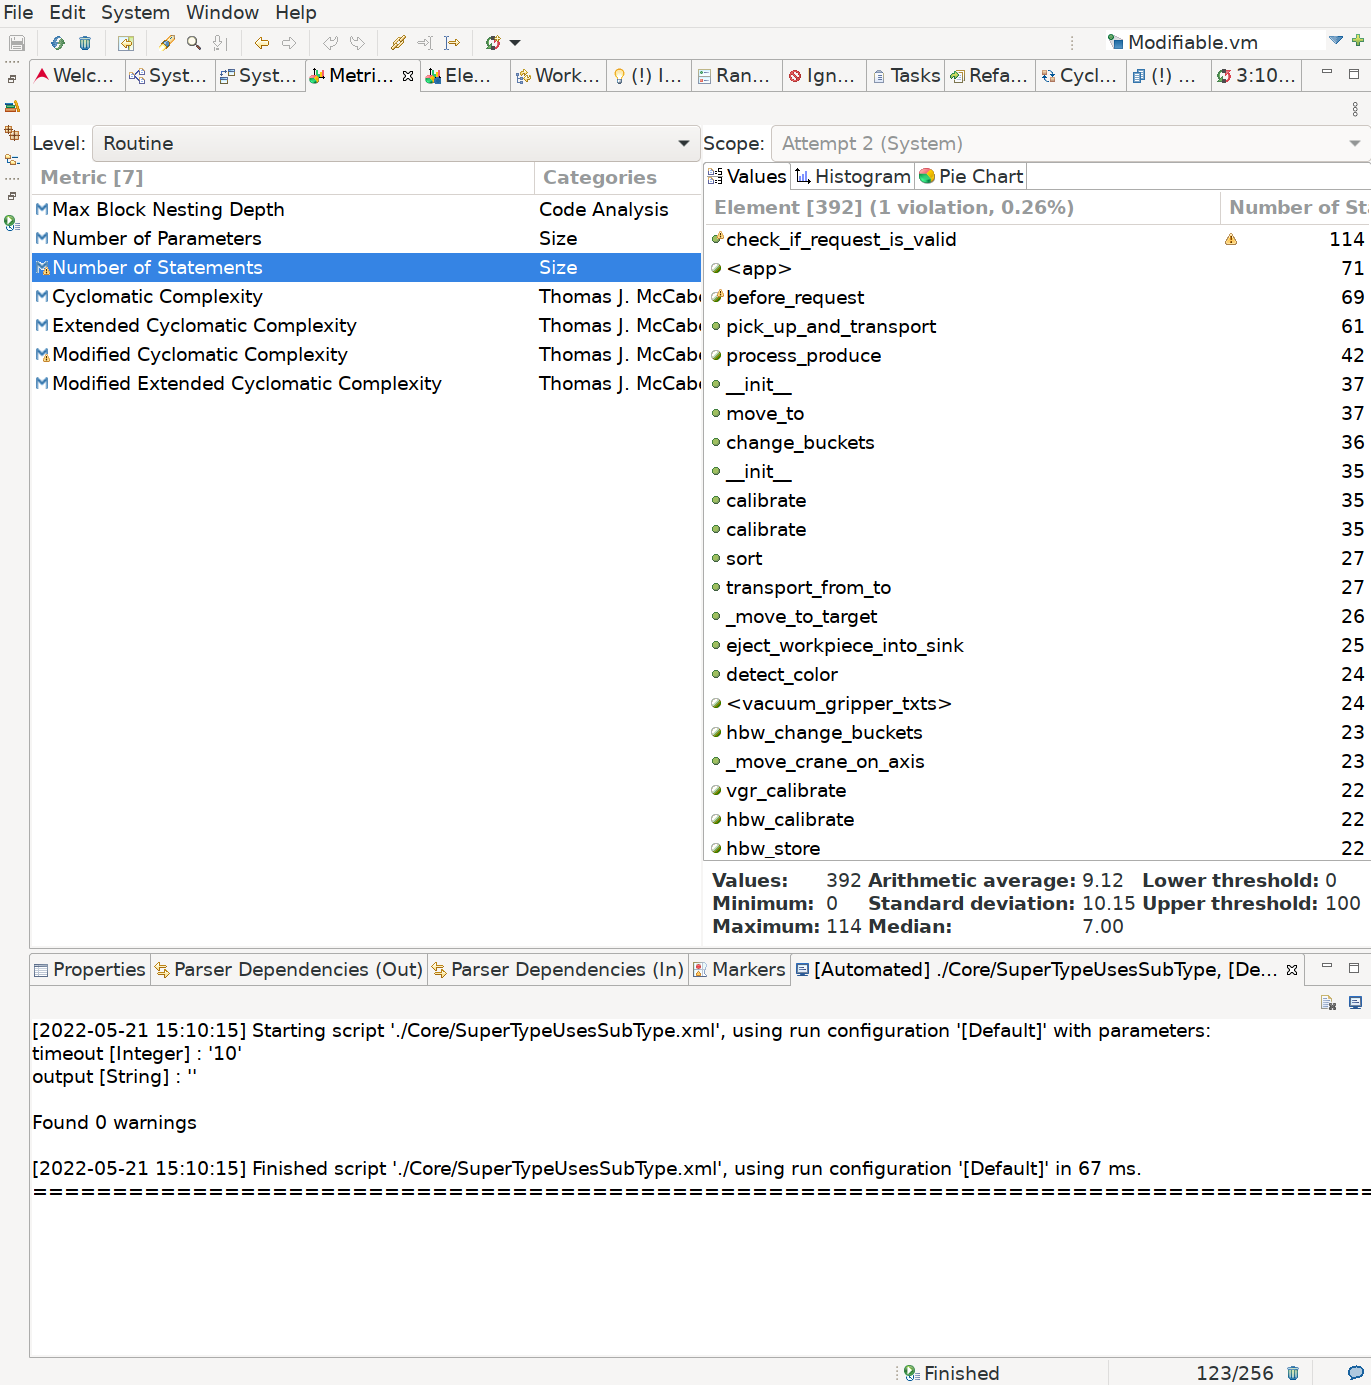 File Edit System Window Help
Modifiable.vm
Welc... Syst... Syst... Metri... Ele... Work... (!) I... Ran... Ign... Tasks Refa... Cycl... (!) ... 3:10...
Level: Routine
Scope: Attempt 2 (System)
Metric [7] Categories
Max Block Nesting Depth Code Analysis
Number of Parameters Size
Number of Statements Size
Cyclomatic Complexity Thomas J. McCab
Extended Cyclomatic Complexity Thomas J. McCab
Modified Cyclomatic Complexity Thomas J. McCab
Modified Extended Cyclomatic Complexity Thomas J. McCab
Values Histogram Pie Chart
Element [392] (1 violation, 0.26%) Number of St
check_if_request_is_valid 114
<app> 71
before_request 69
pick_up_and_transport 61
process_produce 42
__init__ 37
move_to 37
change_buckets 36
__init__ 35
calibrate 35
calibrate 35
sort 27
transport_from_to 27
_move_to_target 26
eject_workpiece_into_sink 25
detect_color 24
<vacuum_gripper_txts> 24
hbw_change_buckets 23
_move_crane_on_axis 23
vgr_calibrate 22
hbw_calibrate 22
hbw_store 22
Values: 392 Arithmetic average: 9.12 Lower threshold: 0
Minimum: 0 Standard deviation: 10.15 Upper threshold: 100
Maximum: 114 Median: 7.00
Properties Parser Dependencies (Out) Parser Dependencies (In) Markers [Automated] ./Core/SuperTypeUsesSubType, [De...
[2022-05-21 15:10:15] Starting script './Core/SuperTypeUsesSubType.xml', using run configuration '[Default]' with parameters:
timeout [Integer] : '10'
output [String] : ''
Found 0 warnings
[2022-05-21 15:10:15] Finished script './Core/SuperTypeUsesSubType.xml', using run configuration '[Default]' in 67 ms.
====================================================================================
Finished 123/256